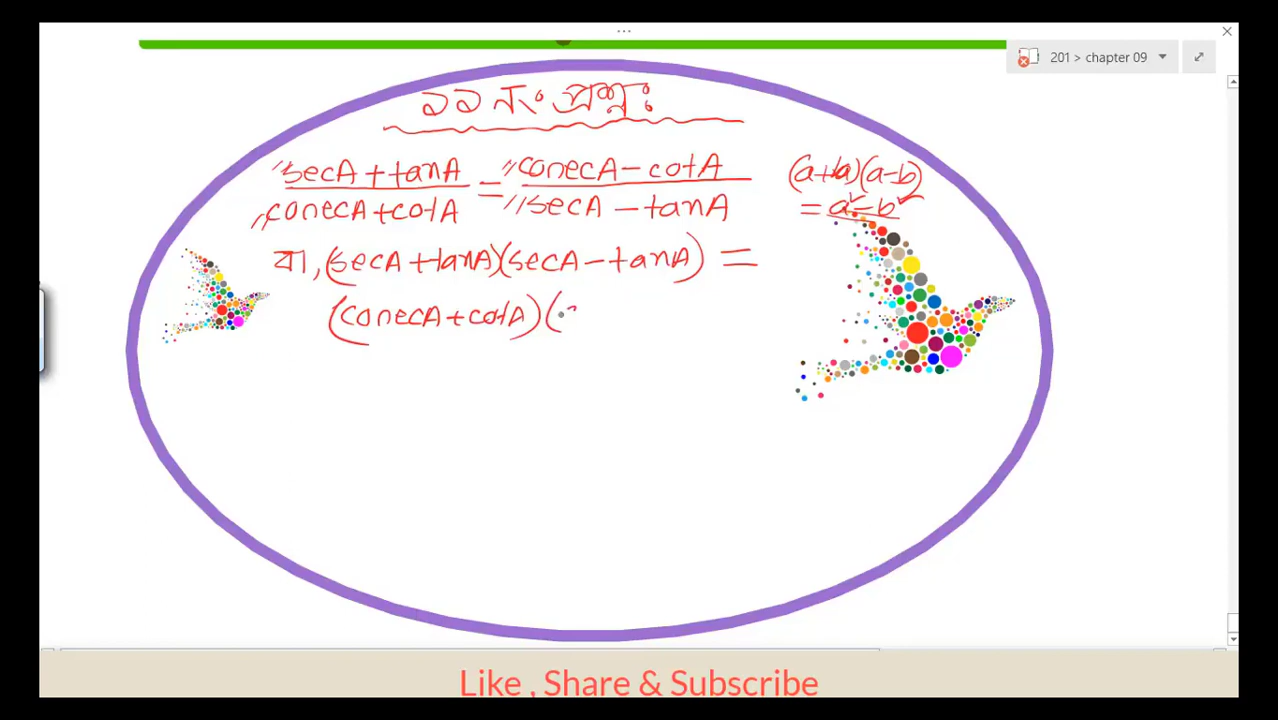 201 > chapter 09
১১ নং প্রশ্ন:
secA + tanA / cosecA + cotA = cosecA - cotA / secA - tanA
(a+b)(a-b)
= a² - b²
বা, (secA + tanA)(secA - tanA) =
(cosecA + cotA)(
Like , Share & Subscribe